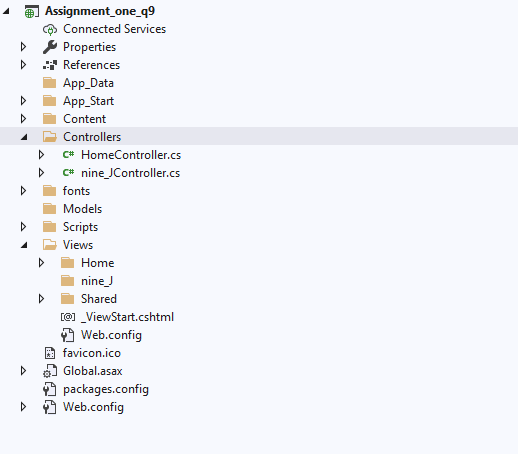 Assignment_one_q9
Connected Services
Properties
References
App_Data
App_Start
Content
Controllers
C# HomeController.cs
C# nine_JController.cs
fonts
Models
Scripts
Views
Home
nine_J
Shared
[@] _ViewStart.cshtml
Web.config
favicon.ico
Global.asax
packages.config
Web.config